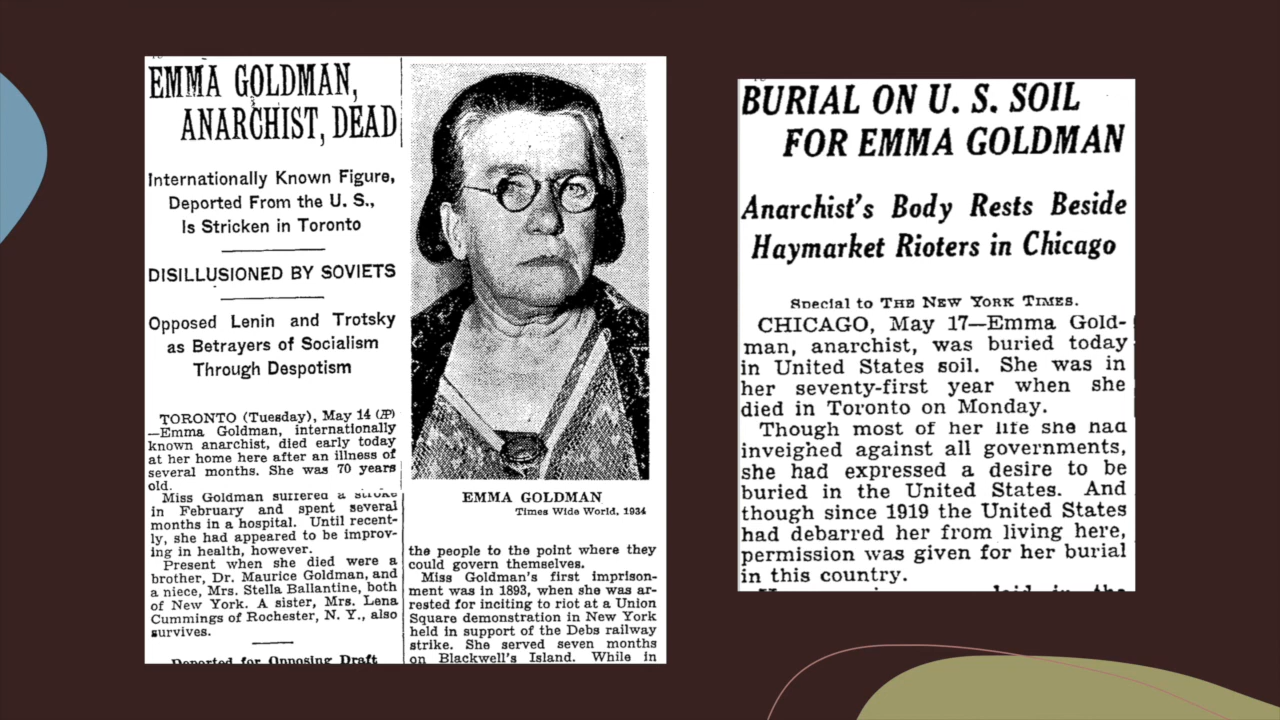 EMMA GOLDMAN,
ANARCHIST, DEAD
Internationally Known Figure,
Deported From the U. S.,
Is Stricken in Toronto
DISILLUSIONED BY SOVIETS
Opposed Lenin and Trotsky
as Betrayers of Socialism
Through Despotism
TORONTO (Tuesday), May 14 (AP)
—Emma Goldman, internationally
known anarchist, died early today
at her home here after an illness of
several months. She was 70 years
old.
Miss Goldman suffered a stroke
in February and spent several
months in a hospital. Until recent-
ly, she had appeared to be improv-
ing in health, however.
Present when she died were a
brother, Dr. Maurice Goldman, and
a niece, Mrs. Stella Ballantine, both
of New York. A sister, Mrs. Lena
Cummings of Rochester, N. Y., also
survives.
Deported for Opposing Draft
EMMA GOLDMAN
Times Wide World, 1934
the people to the point where they
could govern themselves.
Miss Goldman's first imprison-
ment was in 1893, when she was ar-
rested for inciting to riot at a Union
Square demonstration in New York
held in support of the Debs railway
strike. She served seven months
on Blackwell's Island. While in
BURIAL ON U. S. SOIL
FOR EMMA GOLDMAN
Anarchist's Body Rests Beside
Haymarket Rioters in Chicago
Special to THE NEW YORK TIMES.
CHICAGO, May 17—Emma Gold-
man, anarchist, was buried today
in United States soil. She was in
her seventy-first year when she
died in Toronto on Monday.
Though most of her life she had
inveighed against all governments,
she had expressed a desire to be
buried in the United States. And
though since 1919 the United States
had debarred her from living here,
permission was given for her burial
in this country.